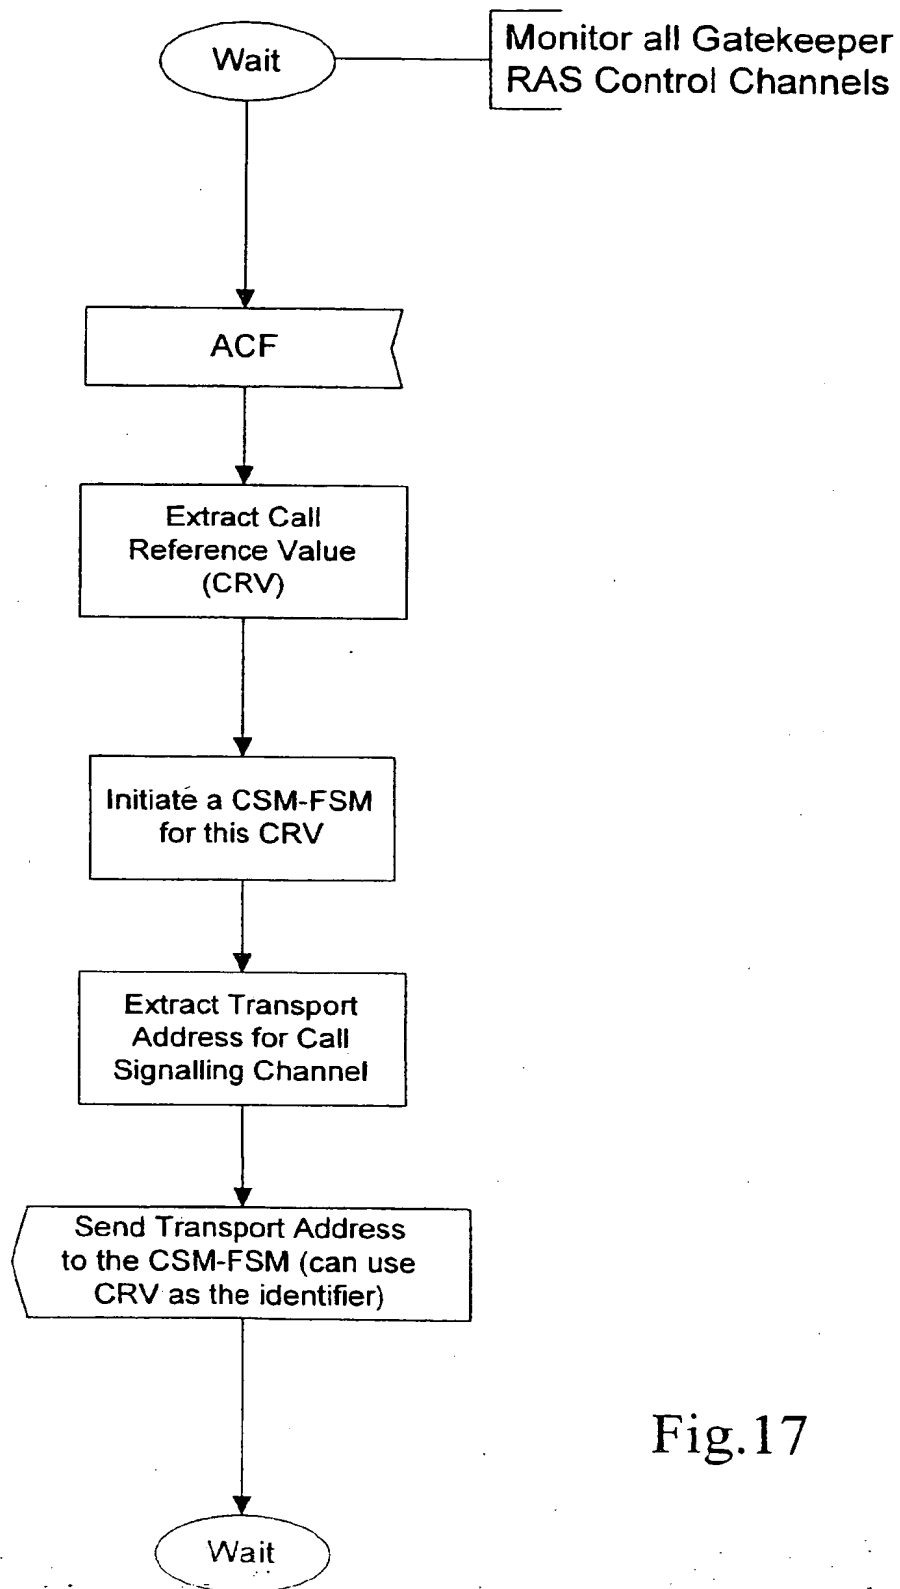 Wait
Monitor all Gatekeeper
RAS Control Channels
ACF
Extract Call
Reference Value
(CRV)
Initiate a CSM-FSM
for this CRV
Extract Transport
Address for Call
Signalling Channel
Send Transport Address
to the CSM-FSM (can use
CRV as the identifier)
Fig.17
Wait